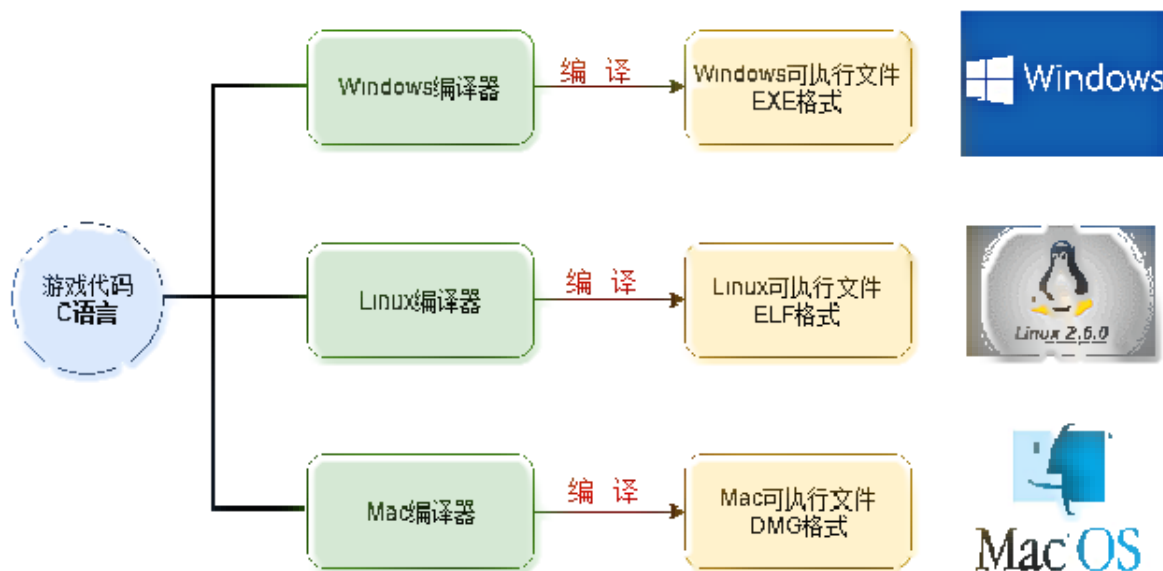 Windows编译器
编 译
Windows可执行文件
EXE格式
Windows
游戏代码
C语言
Linux编译器
编 译
Linux可执行文件
ELF格式
Linux 2.6.0
Mac编译器
编 译
Mac可执行文件
DMG格式
Mac OS